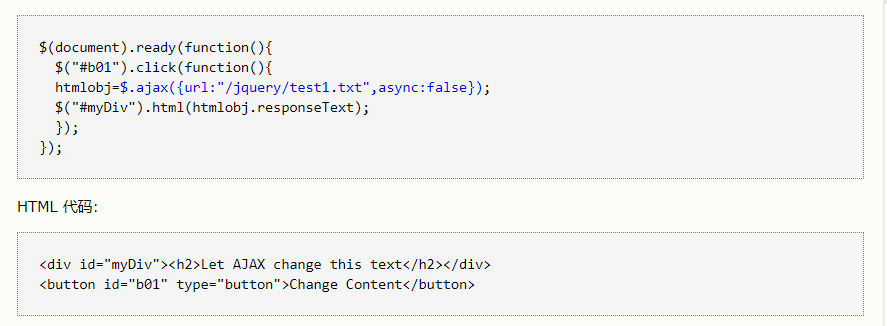 $(document).ready(function(){
  $("#b01").click(function(){
  htmlobj=$.ajax({url:"/jquery/test1.txt",async:false});
  $("#myDiv").html(htmlobj.responseText);
  });
});
HTML 代码:
<div id="myDiv"><h2>Let AJAX change this text</h2></div>
<button id="b01" type="button">Change Content</button>